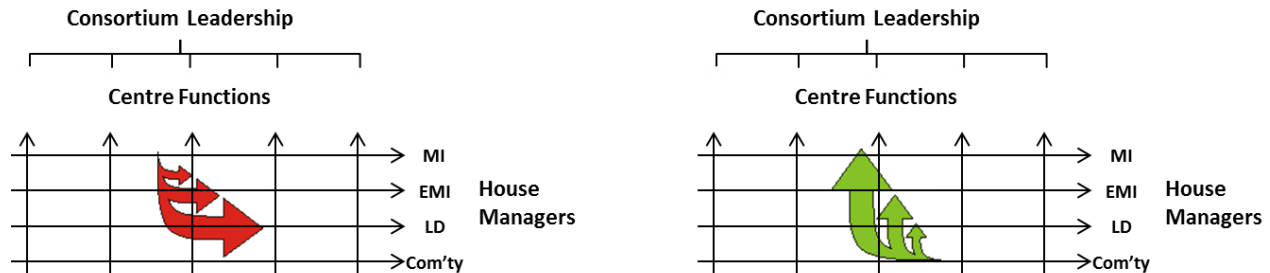 Consortium Leadership
Centre Functions
MI
EMI
House
Managers
LD
Com'ty
Consortium Leadership
Centre Functions
MI
EMI
House
Managers
LD
Com'ty